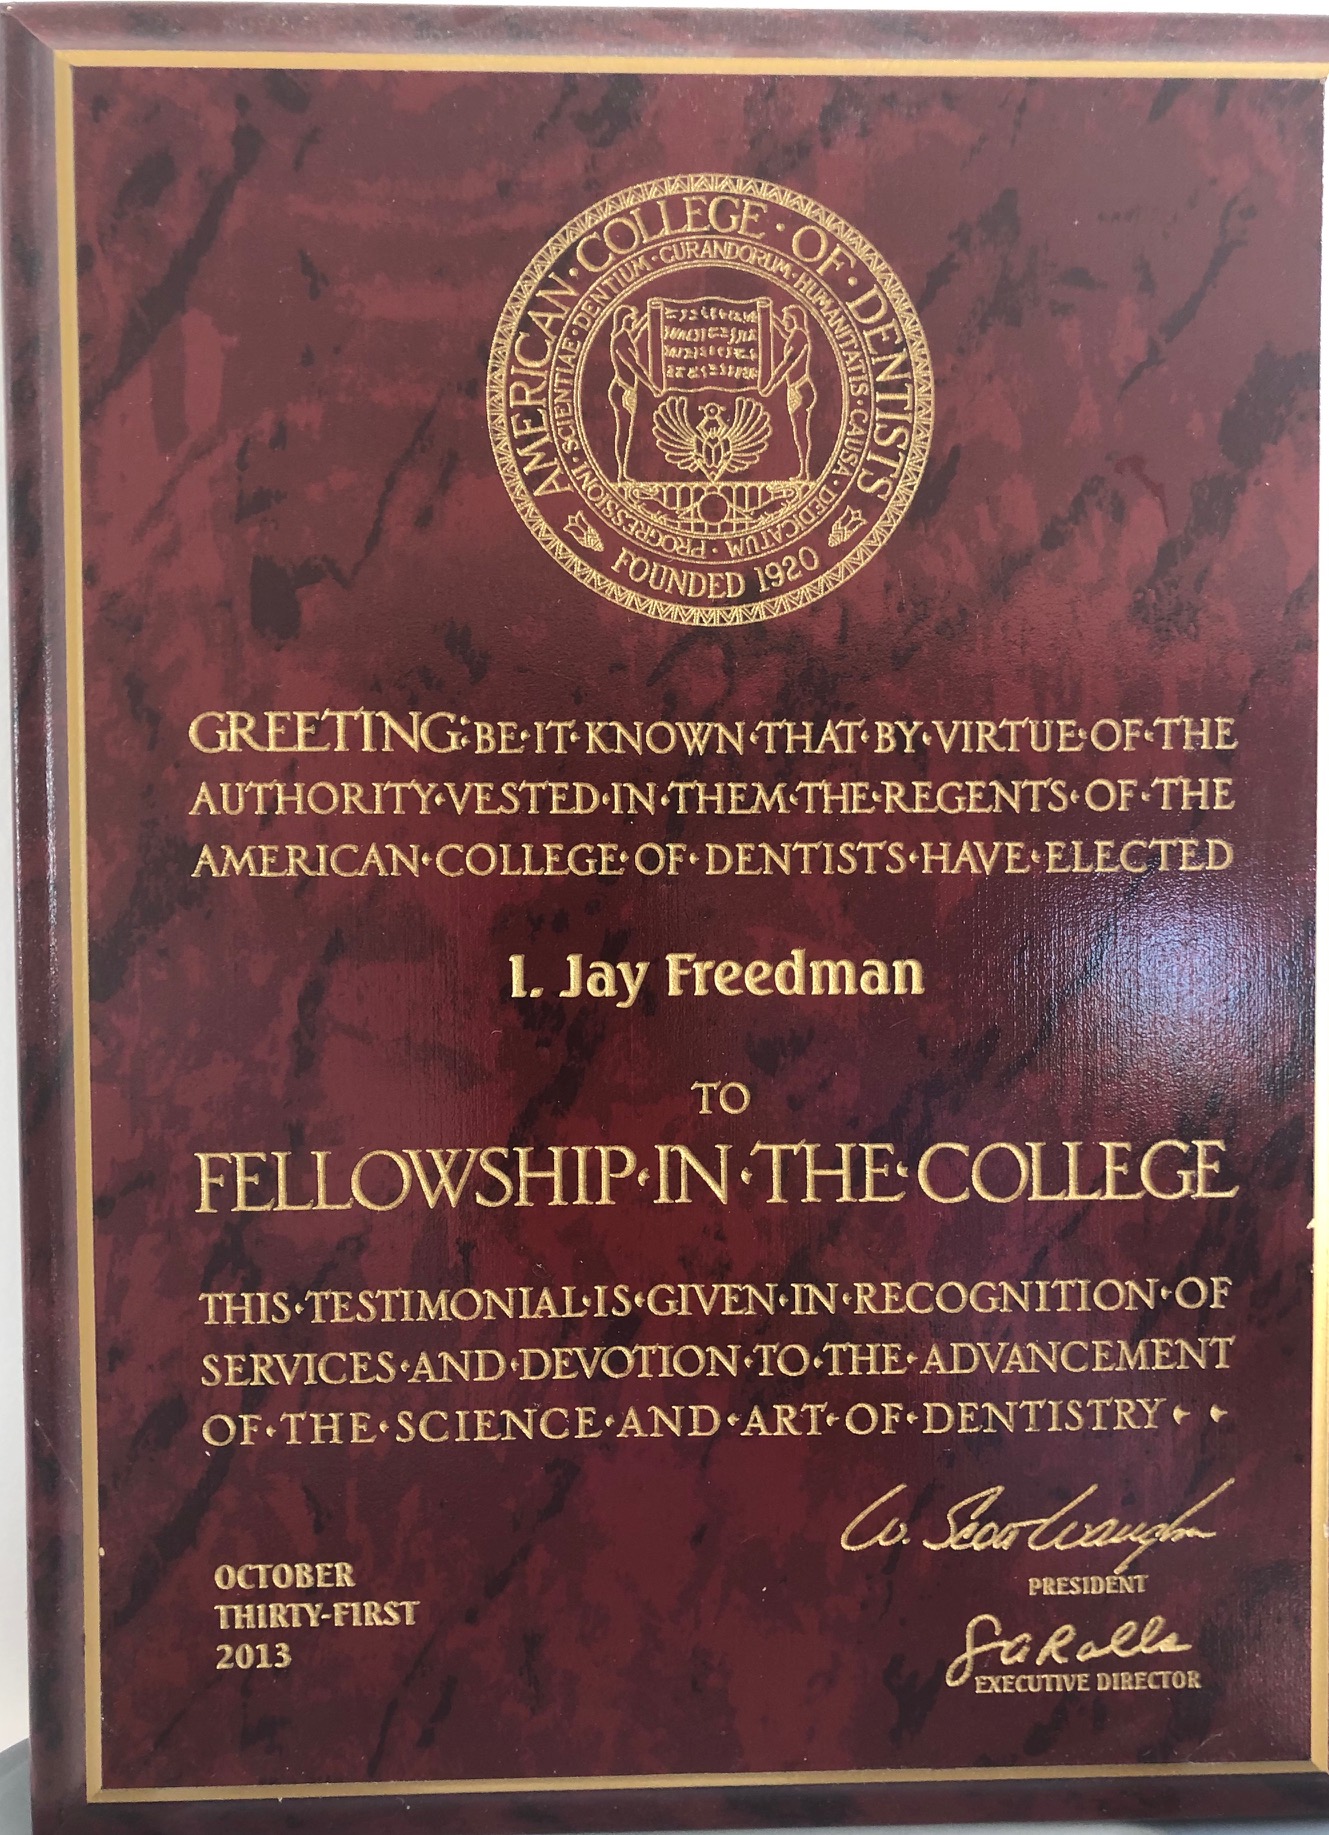 AMERICAN · COLLEGE · OF · DENTISTS
SCIENTIAE · DENTIUM · CURANDORUM · HUMANITATIS · CAUSA · DEDICATUM · PROGRESSIONI
FOUNDED 1920
GREETING: BE·IT·KNOWN·THAT·BY·VIRTUE·OF·THE
AUTHORITY·VESTED·IN·THEM·THE·REGENTS·OF·THE
AMERICAN·COLLEGE·OF·DENTISTS·HAVE·ELECTED
I. Jay Freedman
TO
FELLOWSHIP·IN·THE·COLLEGE
THIS·TESTIMONIAL·IS·GIVEN·IN·RECOGNITION·OF
SERVICES·AND·DEVOTION·TO·THE·ADVANCEMENT
OF·THE·SCIENCE·AND·ART·OF·DENTISTRY· ·
W. Scott Waugh
PRESIDENT
S A Ralls
EXECUTIVE DIRECTOR
OCTOBER
THIRTY-FIRST
2013